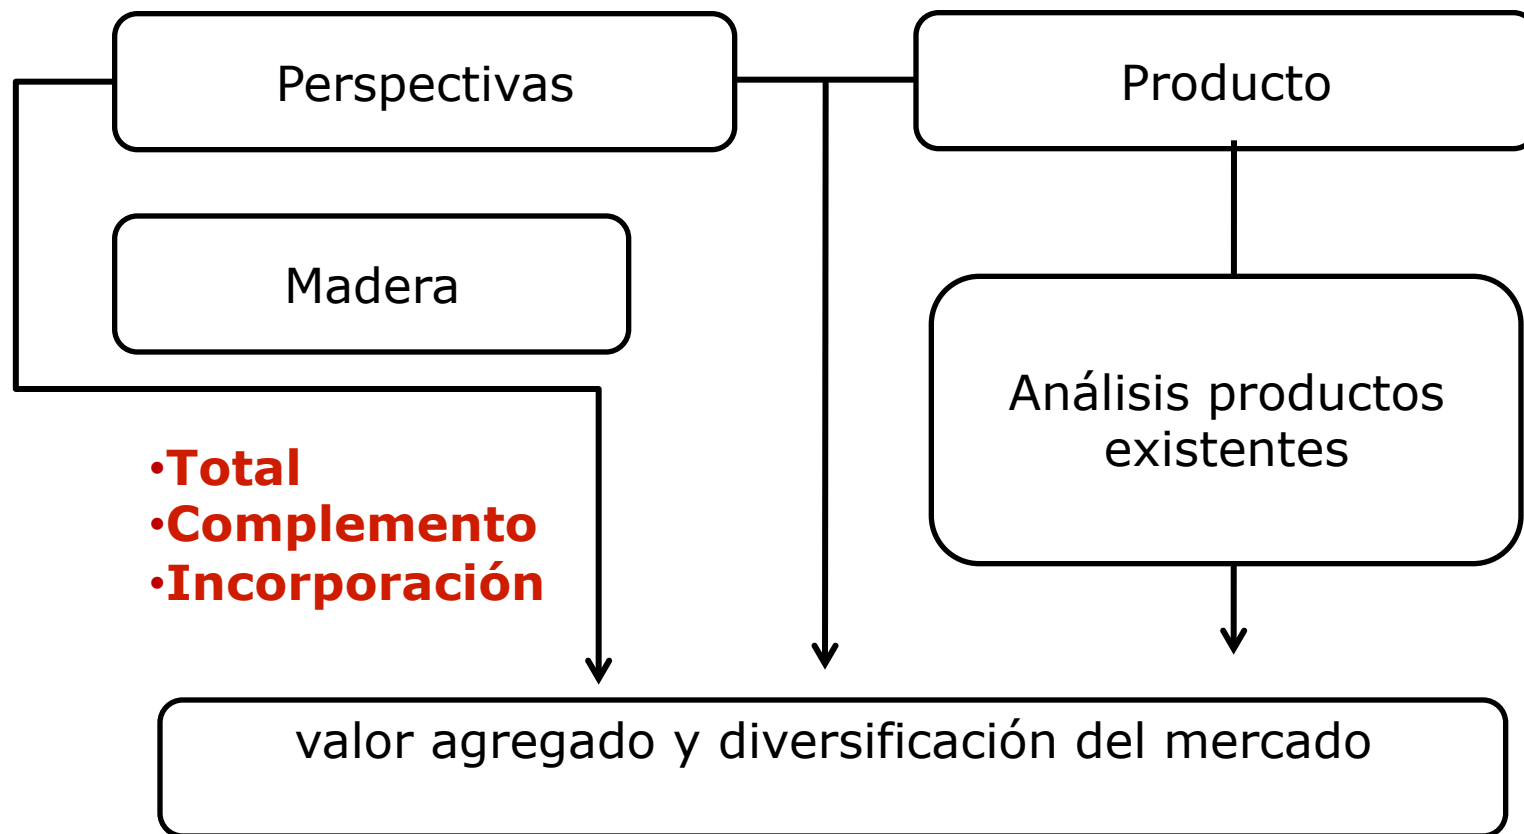 Perspectivas
Producto
Madera
Análisis productos
existentes
•Total
•Complemento
•Incorporación
valor agregado y diversificación del mercado